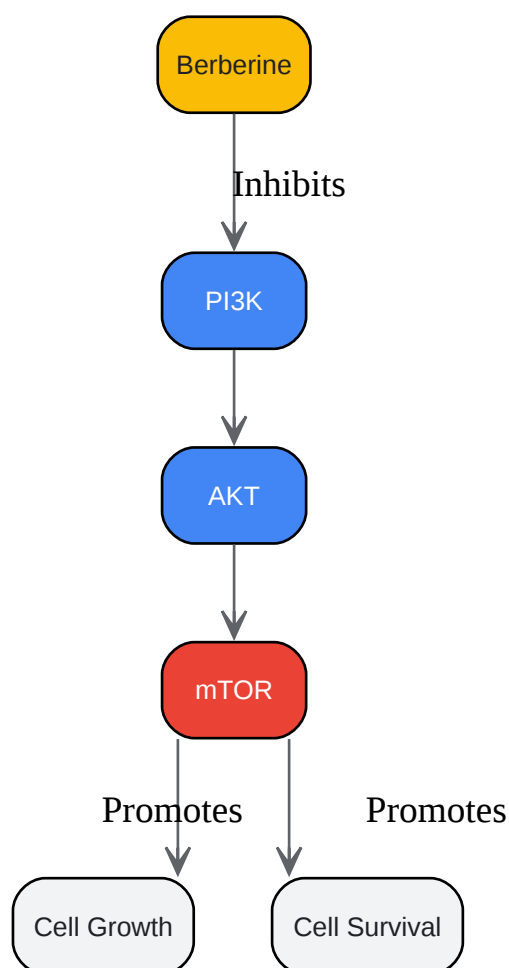 Berberine
Inhibits
PI3K
AKT
mTOR
Promotes Promotes
Cell Growth Cell Survival